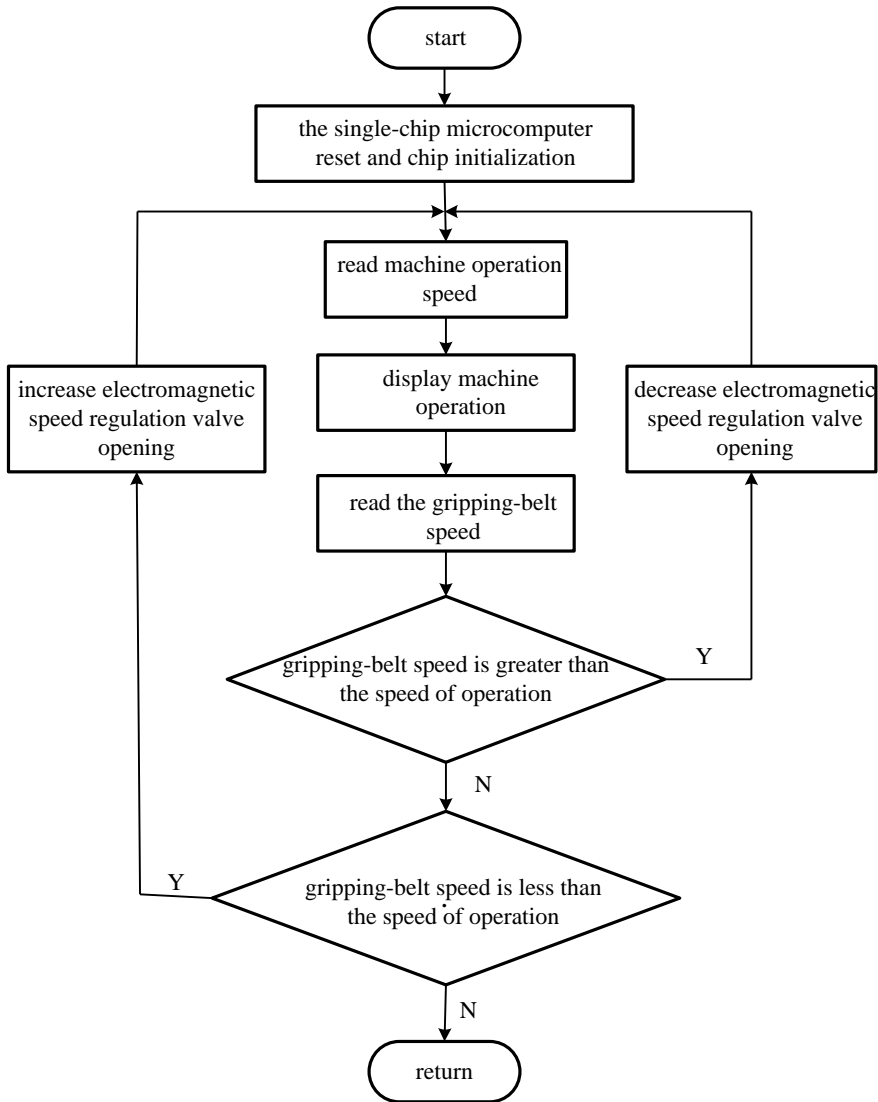 start
the single-chip microcomputer
reset and chip initialization
read machine operation
speed
display machine
operation
increase electromagnetic
speed regulation valve
opening
decrease electromagnetic
speed regulation valve
opening
read the gripping-belt
speed
gripping-belt speed is greater than
the speed of operation
Y
N
gripping-belt speed is less than
the speed of operation
Y
N
return